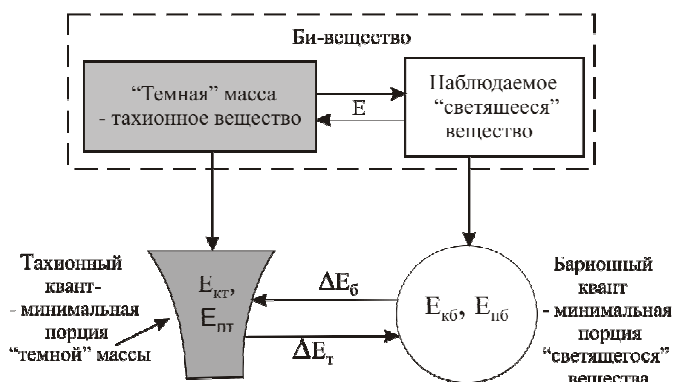 Би-вещество
“Темная” масса
- тахионное вещество
E
Наблюдаемое
“светящееся”
вещество
Тахионный
квант-
- минимальная
порция
“темной” массы
Eкт,
Eпт
ΔEб
ΔEт
Eкб, Eпб
Барионный
квант
- минимальная
порция
“светящегося”
вещества